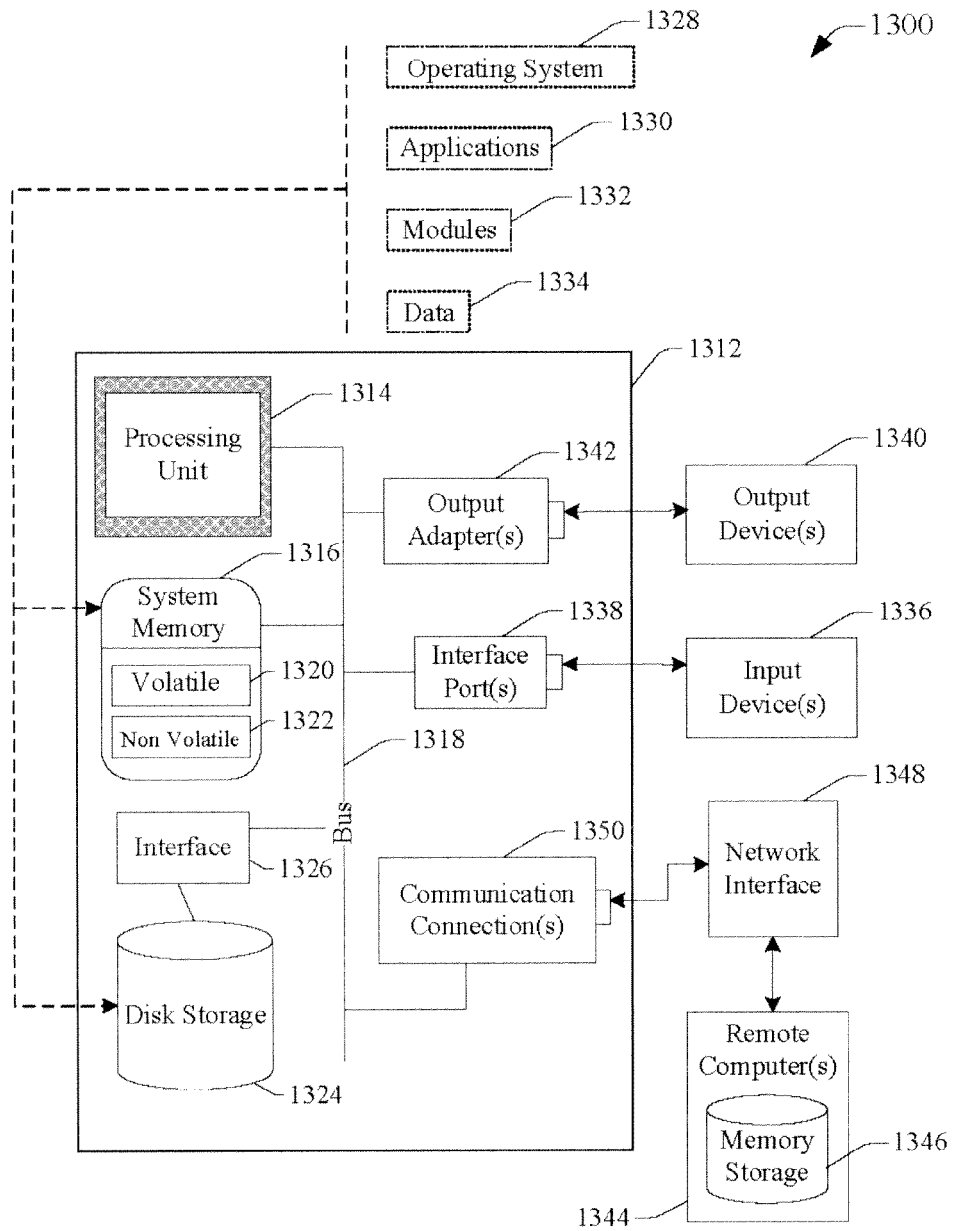 1328
1300
Operating System
1330
Applications
1332
Modules
1334
Data
1312
1314
Processing
Unit
1342
1340
Output
Adapter(s)
Output
Device(s)
1316
System
Memory
1338
1336
Interface
Port(s)
Input
Device(s)
Volatile
1320
1322
Non Volatile
1318
1348
Bus
1350
Interface
1326
Network
Interface
Communication
Connection(s)
Disk Storage
Remote
Computer(s)
1324
Memory
Storage
1346
1344